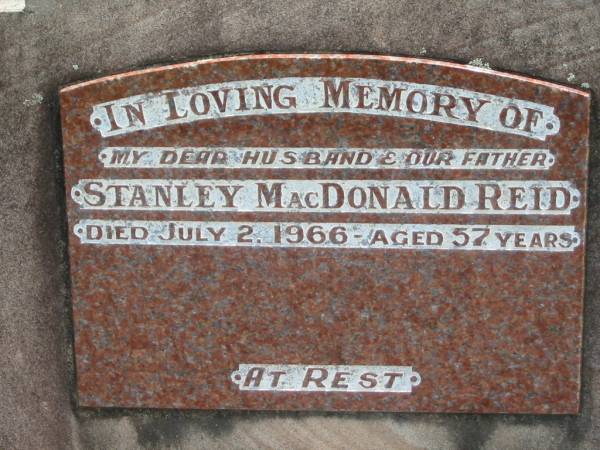 IN LOVING MEMORY OF
MY DEAR HUSBAND & OUR FATHER
STANLEY MACDONALD REID
DIED JULY 2, 1966 - AGED 57 YEARS
AT REST